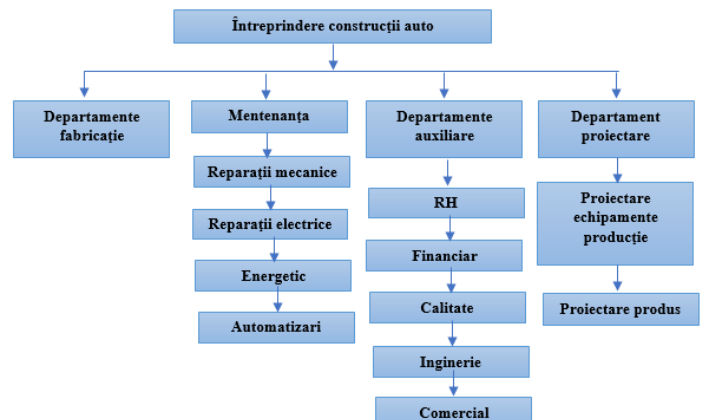 Întreprindere construcții auto
Departamente
fabricație
Mentenanța
Reparații mecanice
Reparații electrice
Energetic
Automatizari
Departamente
auxiliare
RH
Financiar
Calitate
Inginerie
Comercial
Departament
proiectare
Proiectare
echipamente
producție
Proiectare produs